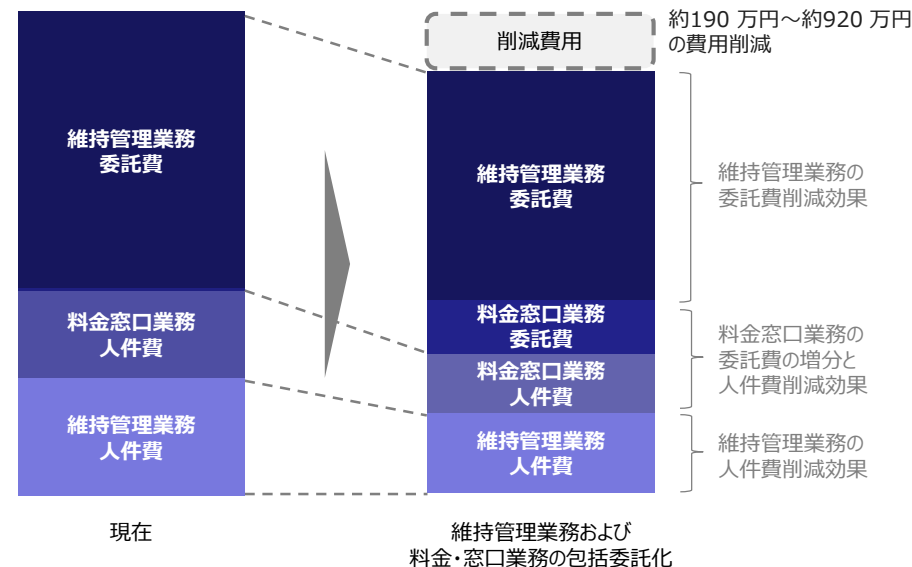 維持管理業務
委託費
料金窓口業務
人件費
維持管理業務
人件費
現在
削減費用
約190 万円～約920 万円
の費用削減
維持管理業務
委託費
料金窓口業務
委託費
料金窓口業務
人件費
維持管理業務
人件費
維持管理業務の
委託費削減効果
料金窓口業務の
委託費の増分と
人件費削減効果
維持管理業務の
人件費削減効果
維持管理業務および
料金・窓口業務の包括委託化